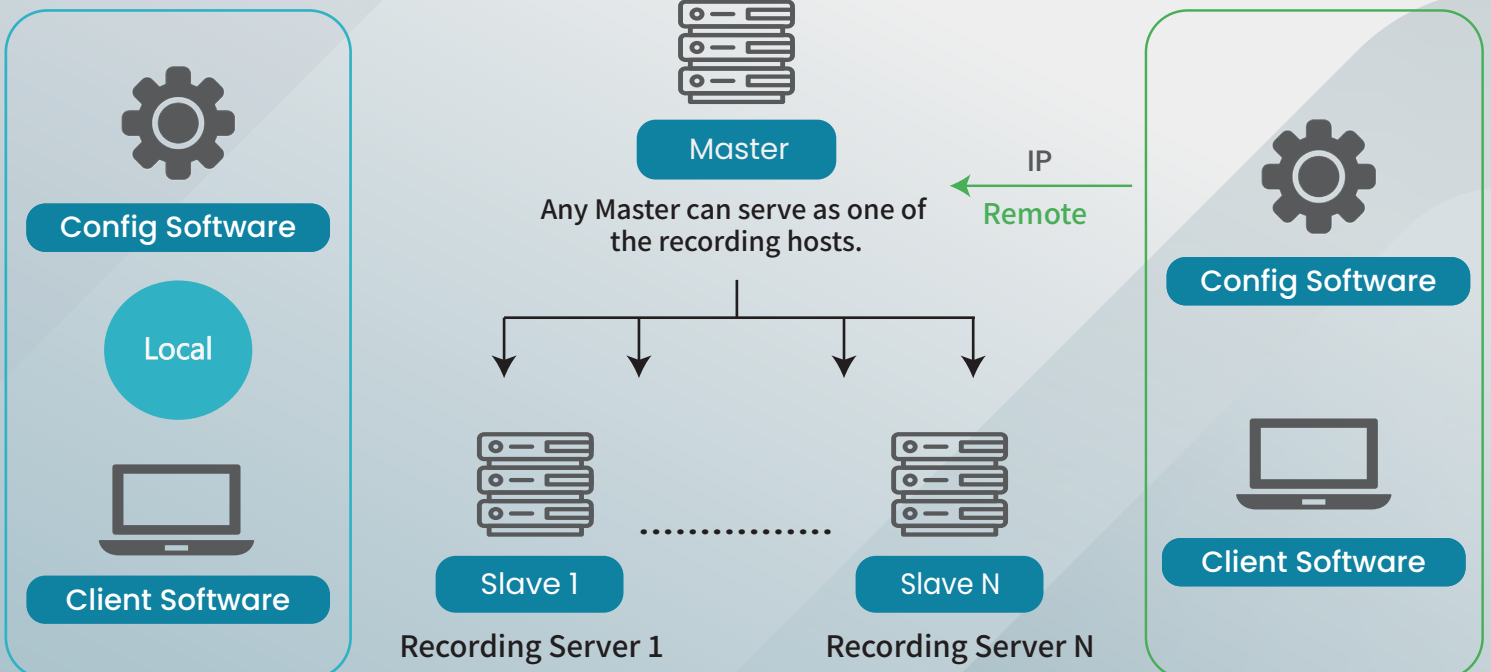 Config Software
Local
Client Software
Master
Any Master can serve as one of
the recording hosts.
IP
Remote
Slave 1
Recording Server 1
Slave N
Recording Server N
Config Software
Client Software